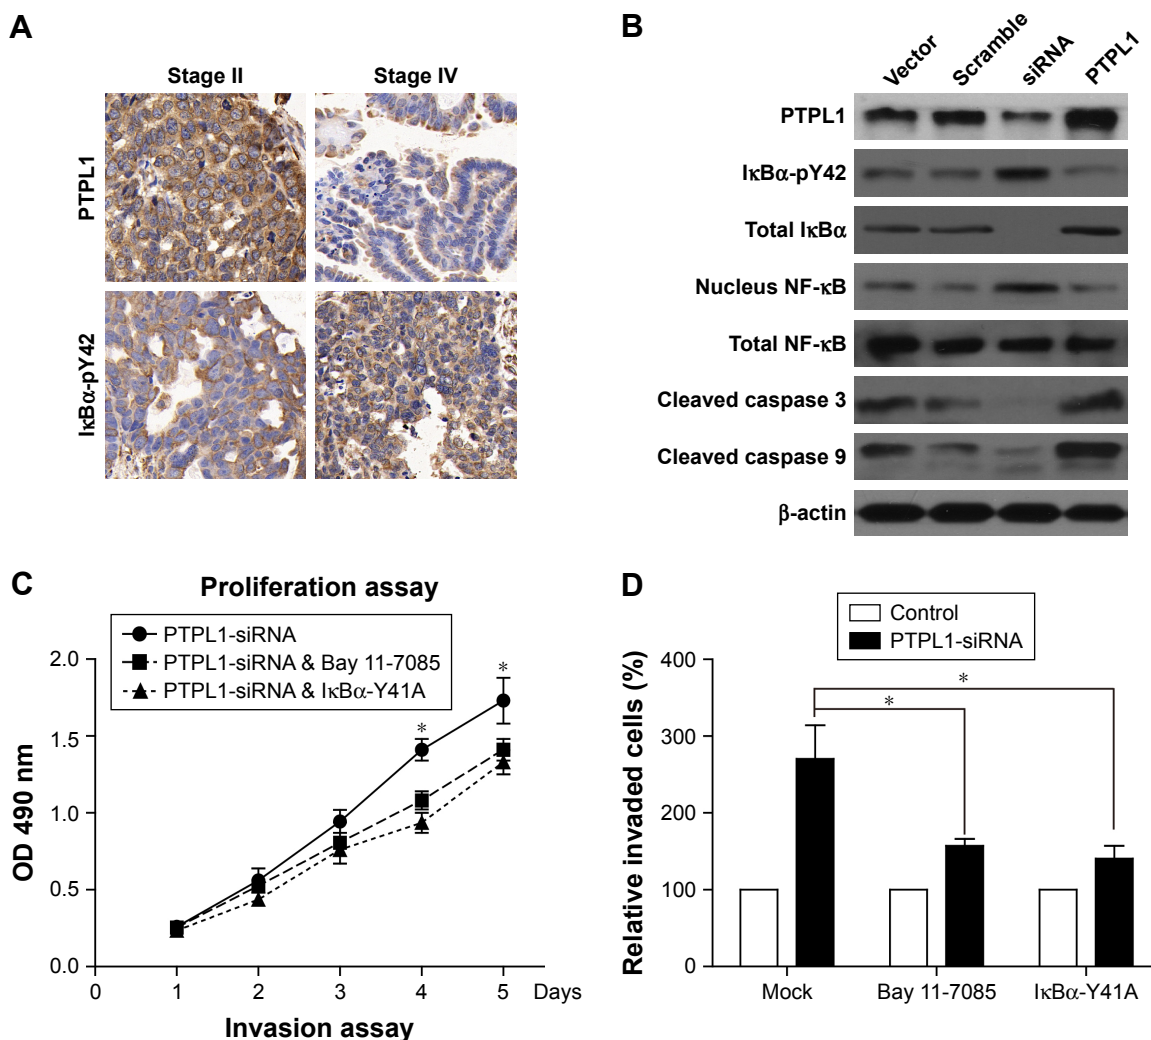 A
Stage II Stage IV
PTPL1
IκBα-pY42
B
Vector Scramble siRNA PTPL1
PTPL1
IκBα-pY42
Total IκBα
Nucleus NF-κB
Total NF-κB
Cleaved caspase 3
Cleaved caspase 9
β-actin
C
Proliferation assay
PTPL1-siRNA
PTPL1-siRNA & Bay 11-7085
PTPL1-siRNA & IκBα-Y41A
OD 490 nm
2.0
1.5
1.0
0.5
0.0
* *
0 1 2 3 4 5 Days
Invasion assay
D
Control
PTPL1-siRNA
Relative invaded cells (%)
400
300
200
100
0
* *
Mock Bay 11-7085 IκBα-Y41A